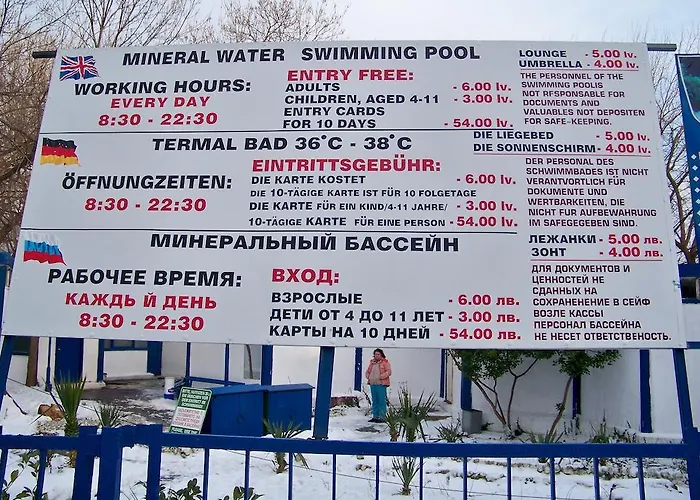 MINERAL WATER SWIMMING POOL
WORKING HOURS:
EVERY DAY
8:30 - 22:30
ENTRY FREE:
ADULTS - 6.00 lv.
CHILDREN, AGED 4-11 - 3.00 lv.
ENTRY CARDS
FOR 10 DAYS - 54.00 lv.
LOUNGE - 5.00 lv.
UMBRELLA - 4.00 lv.
THE PERSONNEL OF THE
SWIMMING POOLIS
NOT RFSPONSABLE FOR
DOCUMENTS AND
VALUABLES NOT DEPOSITEN
FOR SAFE-KEEPING.
TERMAL BAD 36°C - 38°C
ÖFFNUNGZEITEN:
8:30 - 22:30
EINTRITTSGEBÜHR:
DIE KARTE KOSTET - 6.00 lv.
DIE 10-TÄGIGE KARTE IST FÜR 10 FOLGETAGE
DIE KARTE FÜR EIN KIND/4-11 JAHRE/ - 3.00 lv.
10-TÄGIGE KARTE FÜR EINE PERSON - 54.00 lv.
DIE LIEGEBED - 5.00 lv.
DIE SONNENSCHIRM - 4.00 lv.
DER PERSONAL DES
SCHWIMMBADES IST NICHT
VERANTVORTLICH FÜR
DOKUMENTE UND
WERTBARKEITEN, DIE
NICHT FUR AUFBEWAHRUNG
IM SAFEGEGEBEN SIND.
МИНЕРАЛЬНЫЙ БАССЕЙН
РАБОЧЕЕ ВРЕМЯ:
КАЖДЬ Й ДЕНЬ
8:30 - 22:30
ВХОД:
ВЗРОСЛЫЕ - 6.00 лв.
ДЕТИ ОТ 4 ДО 11 ЛЕТ - 3.00 лв.
КАРТЫ НА 10 ДНЕЙ - 54.00 лв.
ЛЕЖАНКИ - 5.00 лв.
ЗОНТ - 4.00 лв.
ДЛЯ ДОКУМЕНТОВ И
ЦЕННОСТЕЙ НЕ
СДАННЫХ НА
СОХРАНЕНЕНИЕ В СЕЙФ
ВОЗЛЕ КАССЫ
ПЕРСОНАЛ БАССЕЙНА
НЕ НЕСЕТ ОТВЕТСТВЕНОСТЬ.